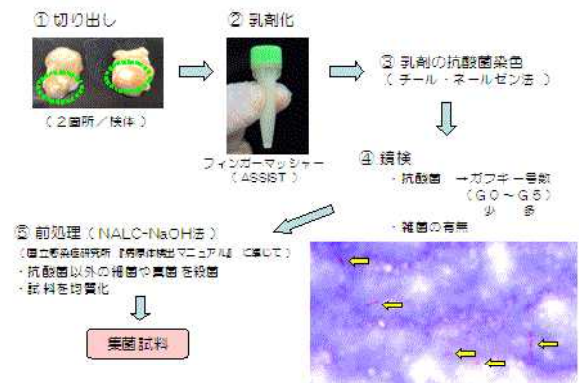 ① 切り出し
（２箇所／検体）
② 乳剤化
フィンガーマッシャー
（ASSIST）
③ 乳剤の抗酸菌染色
（チール・ネールゼン法）
④ 鏡検
・抗酸菌 →ガフキー号数
（G0～G5）
少 多
・雑菌の有無
⑤ 前処理（NALC-NaOH法）
（国立感染症研究所『病原体検出マニュアル』に準じて）
・抗酸菌以外の細菌や真菌を殺菌
・試料を均質化
集菌試料